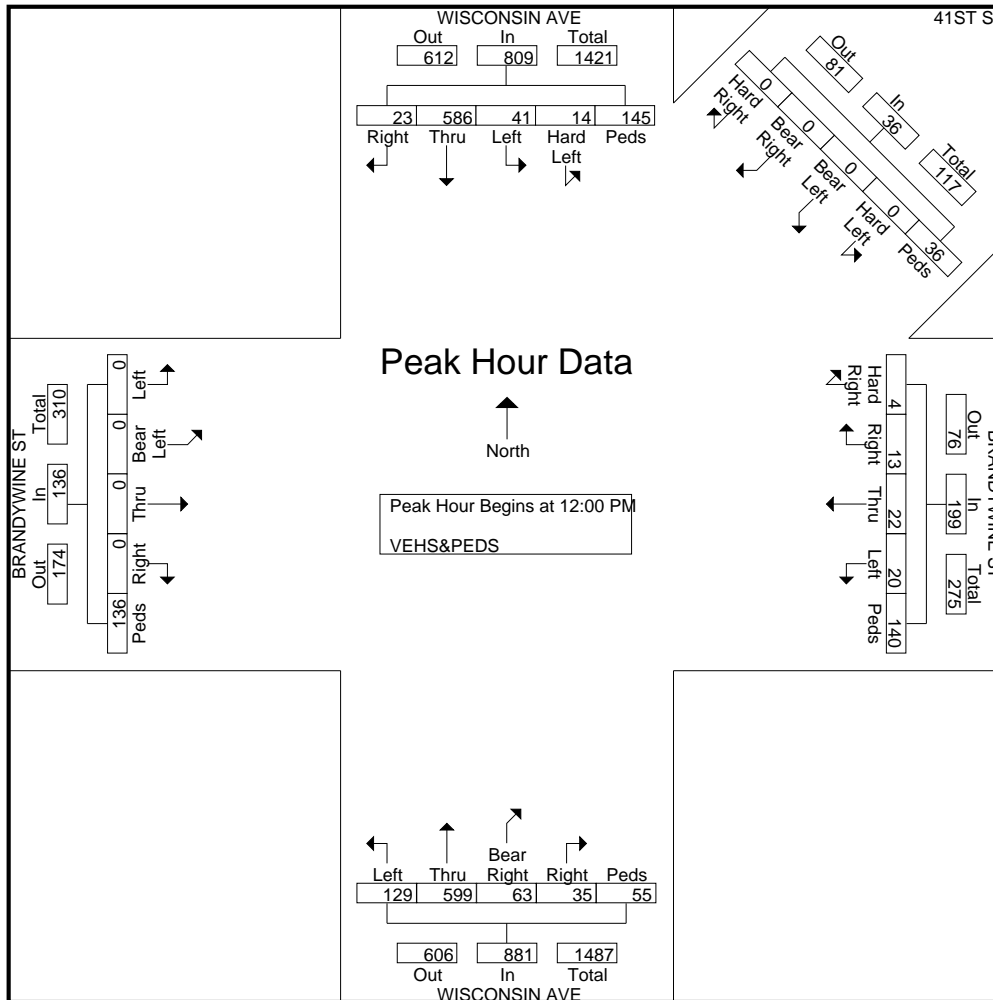 WISCONSIN AVE
Out In Total
612 809 1421
23 586 41 14 145
Right Thru Left Hard Left Peds
41ST S
Out In Total
81 36 117
0 0 0 0 36
Hard Right Bear Right Bear Left Hard Left Peds
Peak Hour Data
North
Peak Hour Begins at 12:00 PM
VEHS&PEDS
BRANDYWINE ST
Out In Total
174 136 310
0 0 0 0 136
Left Bear Left Thru Right Peds
Hard Right Right Thru Left Peds
4 13 22 20 140
Out In Total
76 199 275
BRANDYWINE ST
Left Thru Bear Right Right Peds
129 599 63 35 55
606 881 1487
Out In Total
WISCONSIN AVE